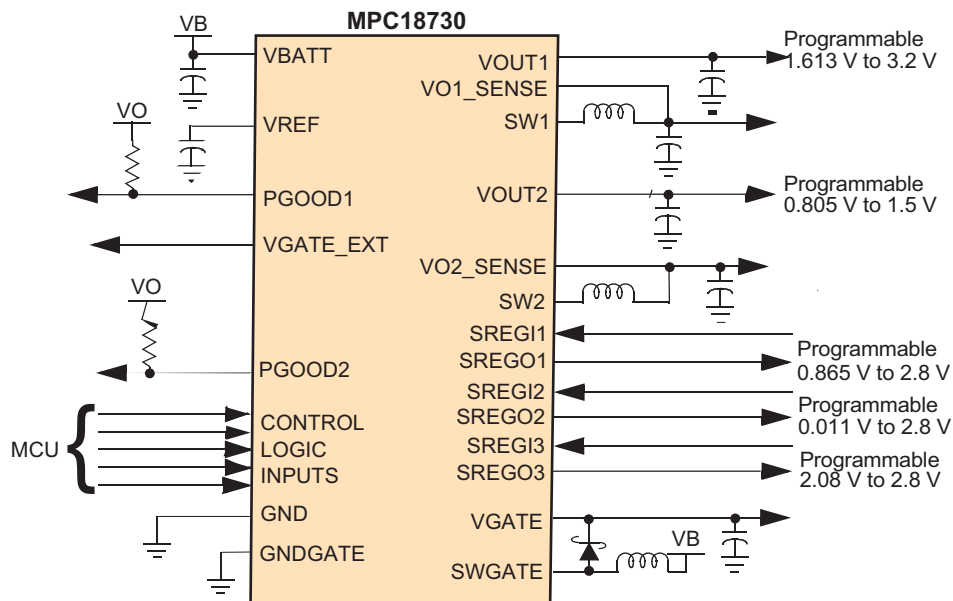 MPC18730
VB
VBATT
VREF
VO
PGOOD1
VGATE_EXT
VO
PGOOD2
MCU
{
CONTROL
LOGIC
INPUTS
GND
GNDGATE
VOUT1
VO1_SENSE
SW1
VOUT2
VO2_SENSE
SW2
SREGI1
SREGO1
SREGI2
SREGO2
SREGI3
SREGO3
VGATE
SWGATE
VB
Programmable
1.613 V to 3.2 V
Programmable
0.805 V to 1.5 V
Programmable
0.865 V to 2.8 V
Programmable
0.011 V to 2.8 V
Programmable
2.08 V to 2.8 V